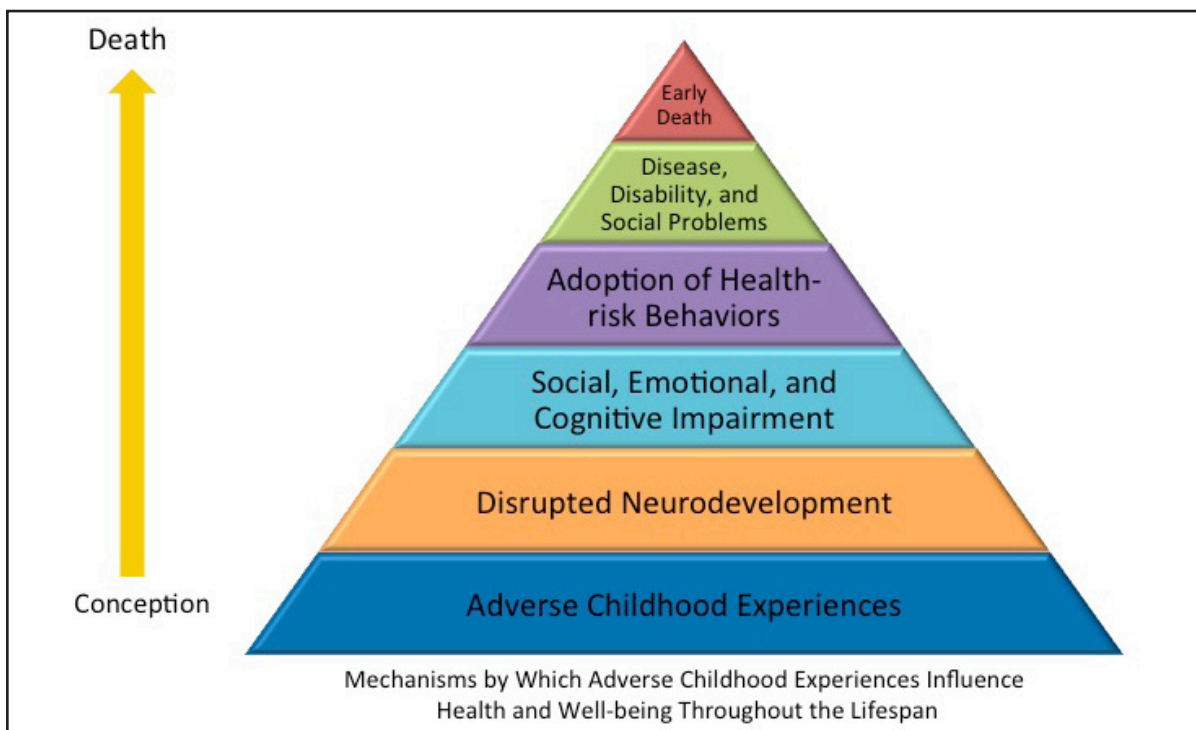 Death
Early
Death
Disease,
Disability, and
Social Problems
Adoption of Health-
risk Behaviors
Social, Emotional, and
Cognitive Impairment
Disrupted Neurodevelopment
Conception
Adverse Childhood Experiences
Mechanisms by Which Adverse Childhood Experiences Influence
Health and Well-being Throughout the Lifespan